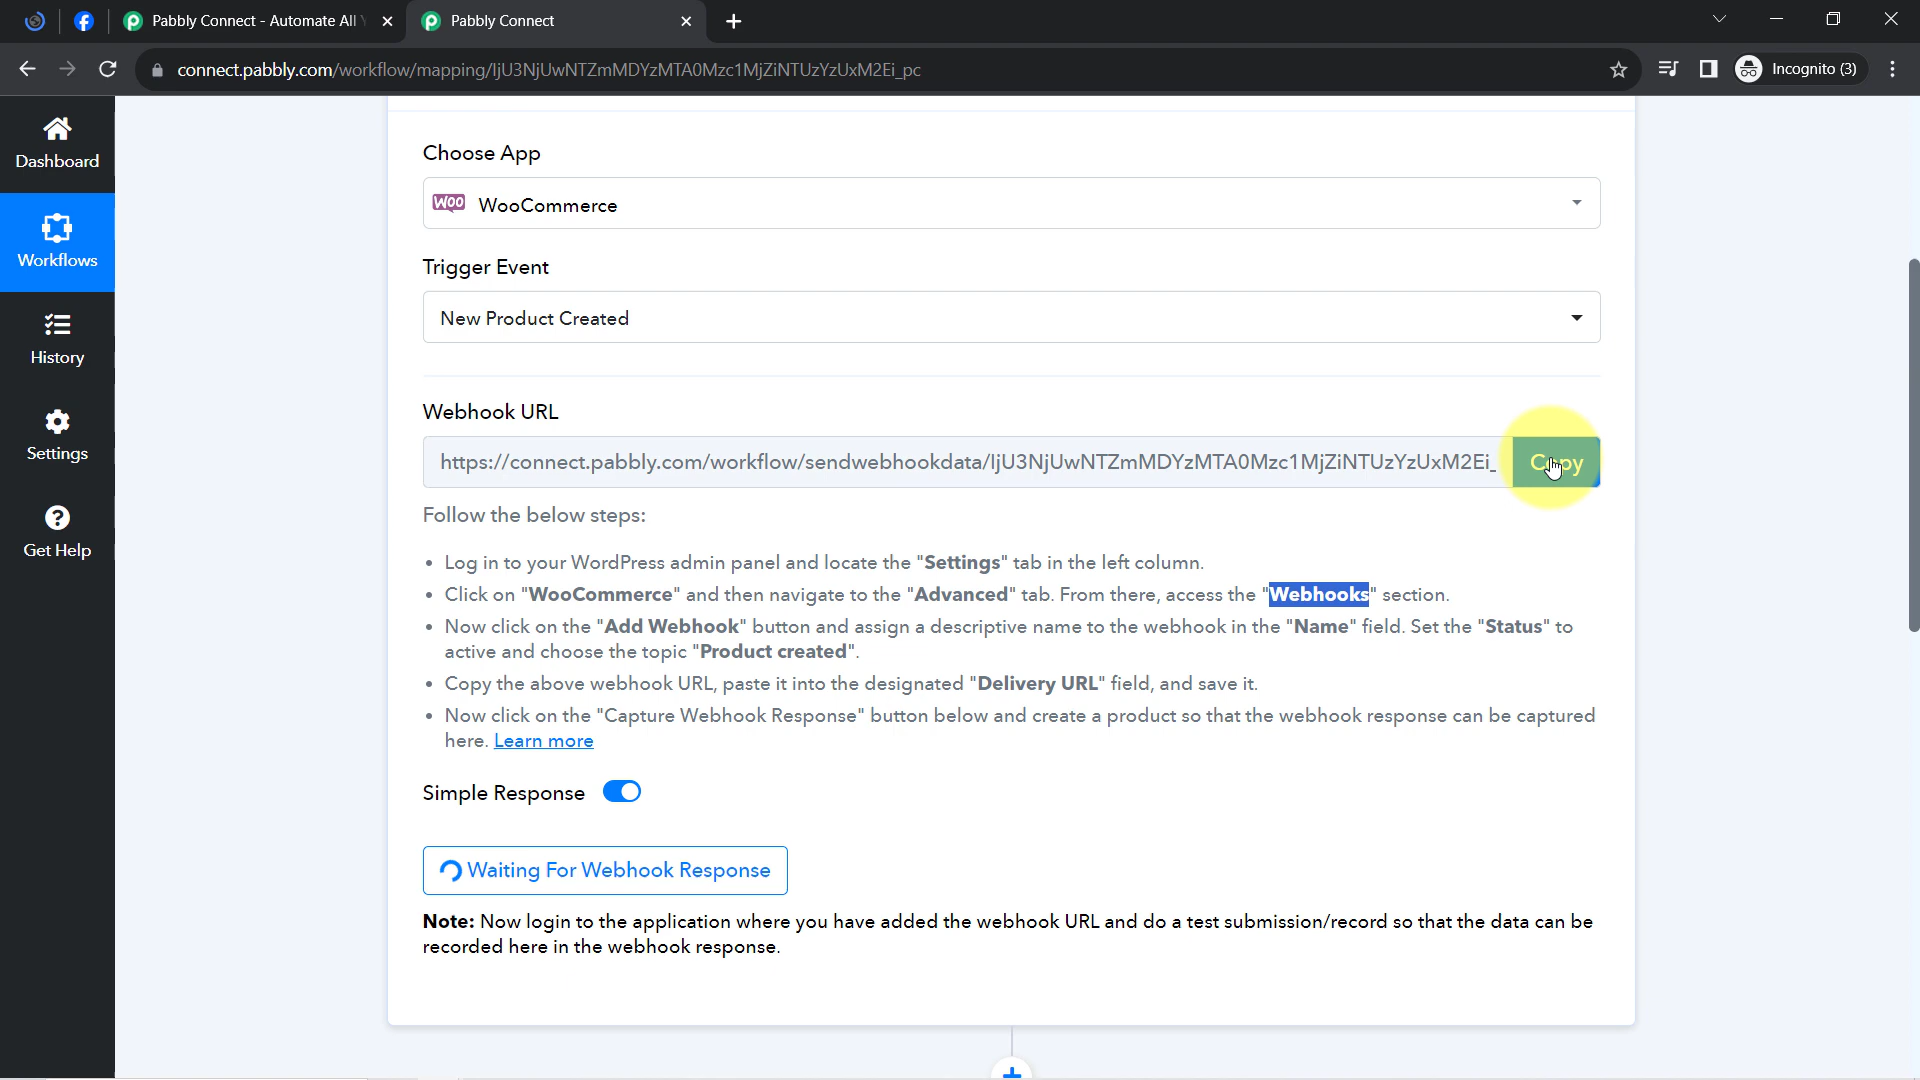 Pabbly Connect - Automate All Y
Pabbly Connect
connect.pabbly.com/workflow/mapping/IjU3NjUwNTZmMDYzMTA0Mzc1MjZiNTUzYzUxM2Ei_pc
Incognito (3)
Dashboard
Workflows
History
Settings
Get Help
Choose App
Woo WooCommerce
Trigger Event
New Product Created
Webhook URL
https://connect.pabbly.com/workflow/sendwebhookdata/IjU3NjUwNTZmMDYzMTA0Mzc1MjZiNTUzYzUxM2Ei_
Copy
Follow the below steps:
• Log in to your WordPress admin panel and locate the "Settings" tab in the left column.
• Click on "WooCommerce" and then navigate to the "Advanced" tab. From there, access the "Webhooks" section.
• Now click on the "Add Webhook" button and assign a descriptive name to the webhook in the "Name" field. Set the "Status" to
active and choose the topic "Product created".
• Copy the above webhook URL, paste it into the designated "Delivery URL" field, and save it.
• Now click on the "Capture Webhook Response" button below and create a product so that the webhook response can be captured
here. Learn more
Simple Response
Waiting For Webhook Response
Note: Now login to the application where you have added the webhook URL and do a test submission/record so that the data can be
recorded here in the webhook response.